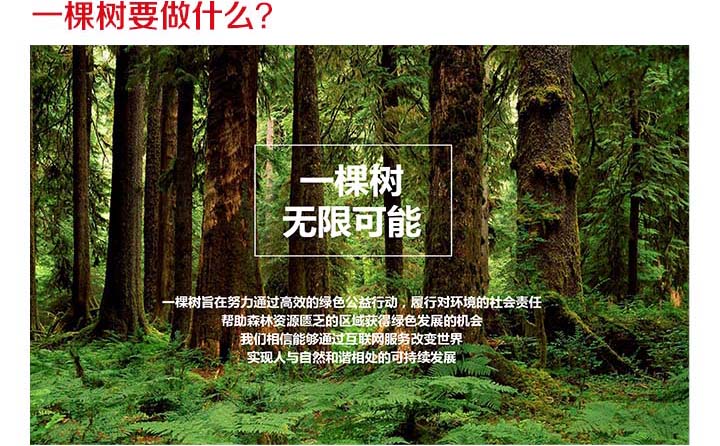 一棵树要做什么?
一棵树
无限可能
一棵树旨在努力通过高效的绿色公益行动，履行对环境的社会责任
帮助森林资源匮乏的区域获得绿色发展的机会
我们相信能够通过互联网服务改变世界
实现人与自然和谐相处的可持续发展